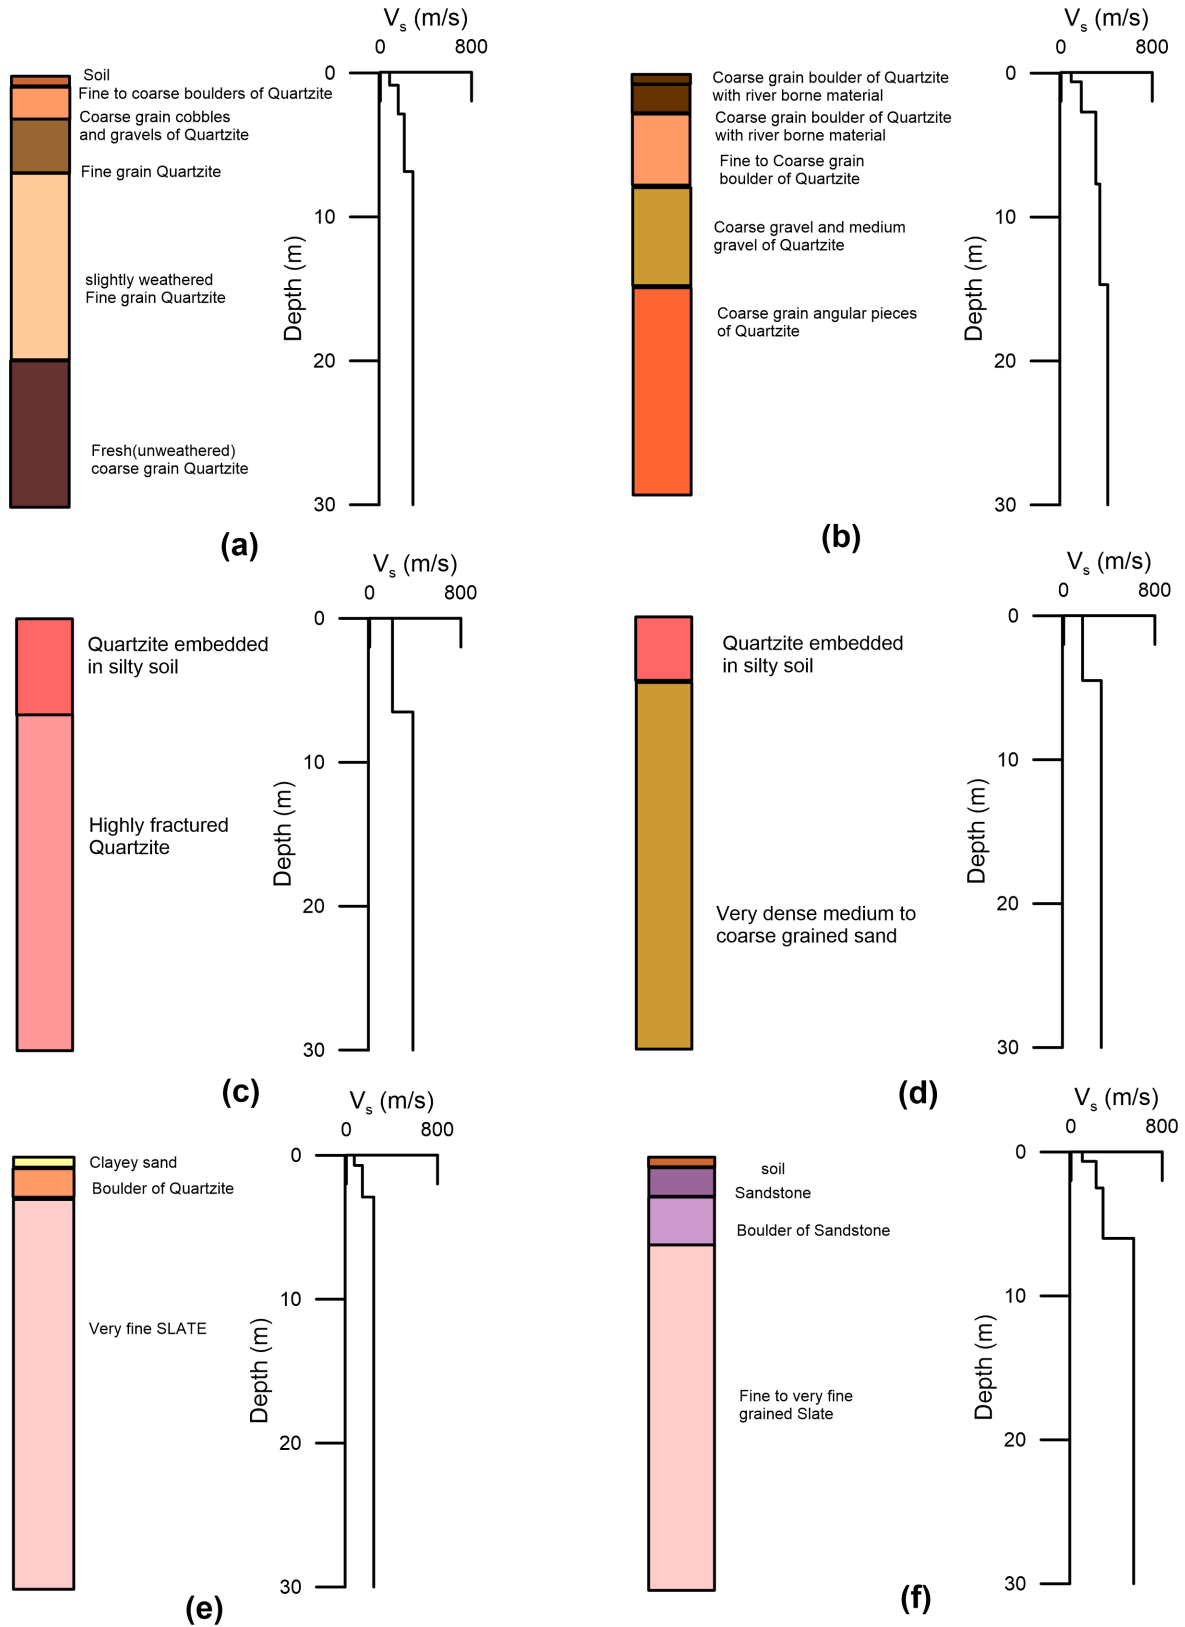 V_s (m/s)
0 800
Soil
Fine to coarse boulders of Quartzite
Coarse grain cobbles
and gravels of Quartzite
Fine grain Quartzite
slightly weathered
Fine grain Quartzite
Fresh(unweathered)
coarse grain Quartzite
0
10
20
30
Depth (m)
(a)
V_s (m/s)
0 800
Coarse grain boulder of Quartzite
with river borne material
Coarse grain boulder of Quartzite
with river borne material
Fine to Coarse grain
boulder of Quartzite
Coarse gravel and medium
gravel of Quartzite
Coarse grain angular pieces
of Quartzite
0
10
20
30
Depth (m)
(b)
V_s (m/s)
0 800
Quartzite embedded
in silty soil
Highly fractured
Quartzite
0
10
20
30
Depth (m)
(c)
V_s (m/s)
0 800
Quartzite embedded
in silty soil
Very dense medium to
coarse grained sand
0
10
20
30
Depth (m)
(d)
V_s (m/s)
0 800
Clayey sand
Boulder of Quartzite
Very fine SLATE
0
10
20
30
Depth (m)
(e)
V_s (m/s)
0 800
soil
Sandstone
Boulder of Sandstone
Fine to very fine
grained Slate
0
10
20
30
Depth (m)
(f)